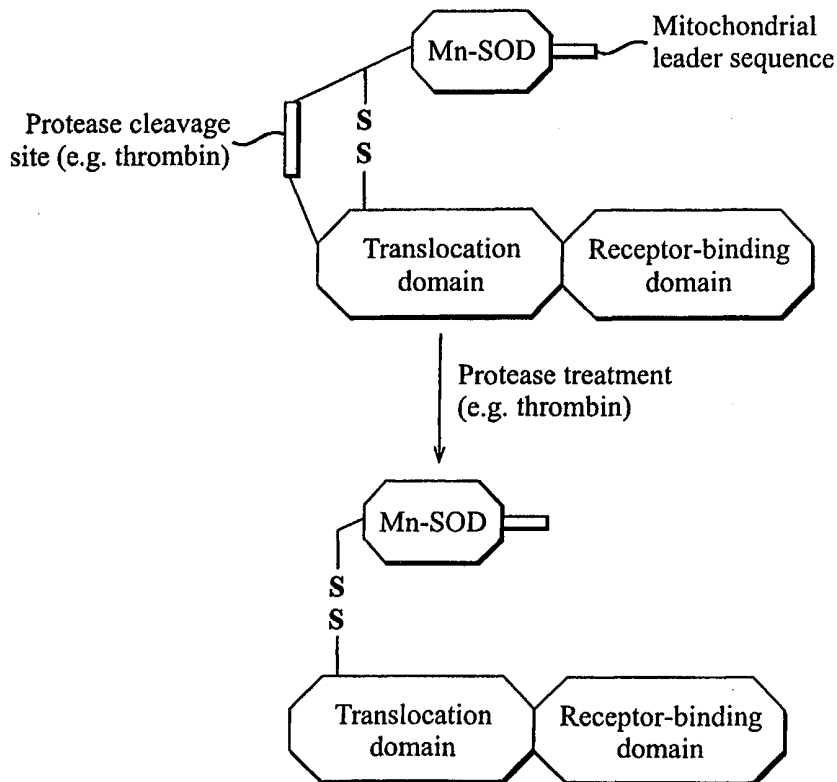 Mn-SOD
Mitochondrial
leader sequence
Protease cleavage
site (e.g. thrombin)
S
S
Translocation
domain
Receptor-binding
domain
Protease treatment
(e.g. thrombin)
Mn-SOD
S
S
Translocation
domain
Receptor-binding
domain